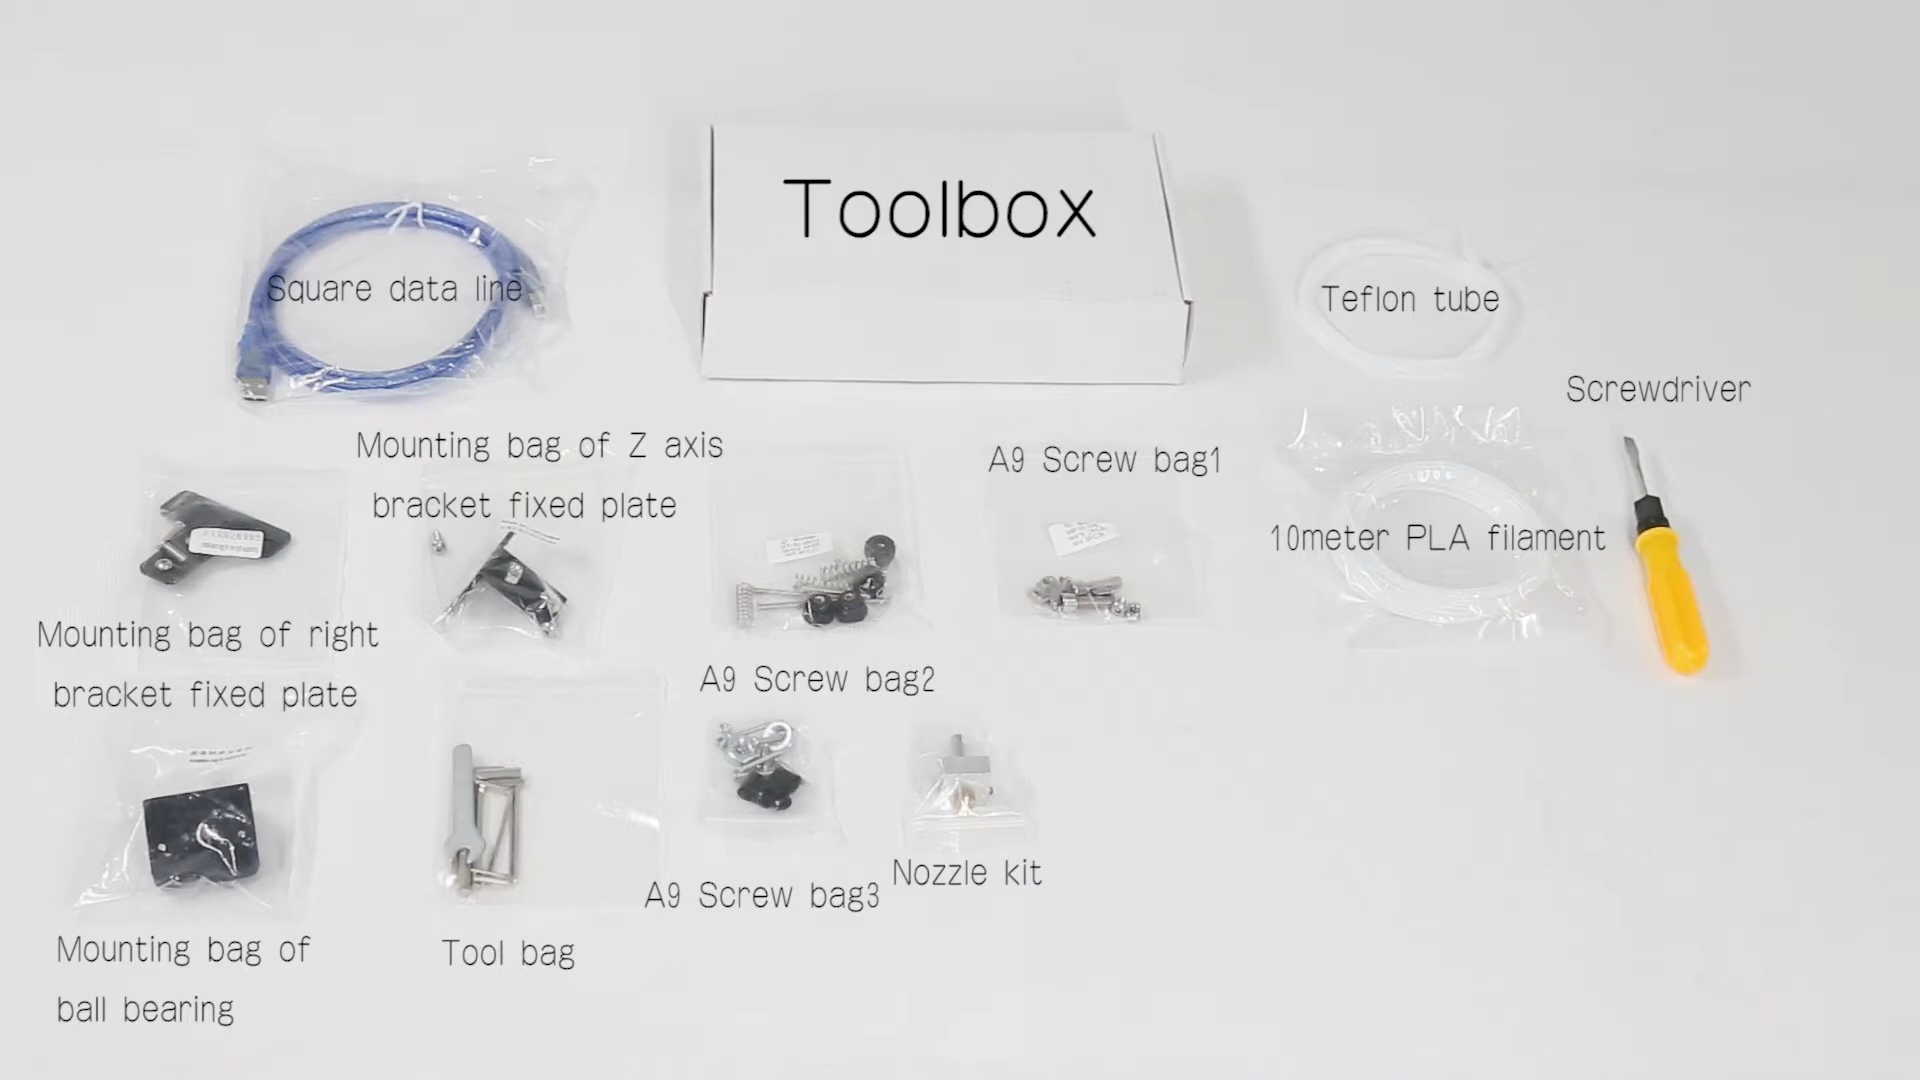 Toolbox
Square data line
Teflon tube
Screwdriver
Mounting bag of Z axis
bracket fixed plate
A9 Screw bag1
10meter PLA filament
Mounting bag of right
bracket fixed plate
A9 Screw bag2
Nozzle kit
A9 Screw bag3
Mounting bag of
ball bearing
Tool bag